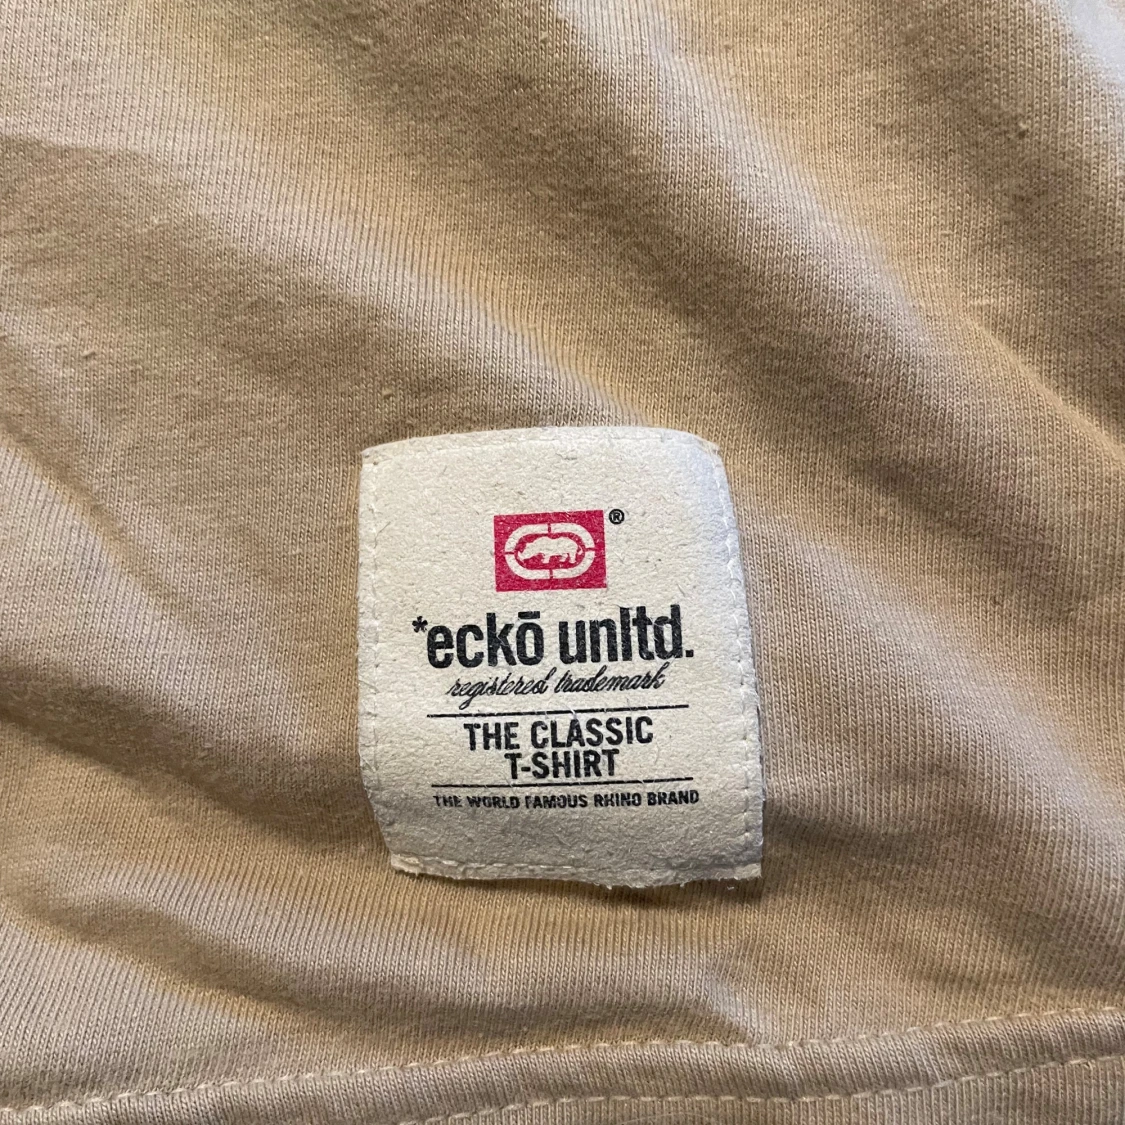 ®
*eckō unltd.
registered trademark
THE CLASSIC
T-SHIRT
THE WORLD FAMOUS RHINO BRAND